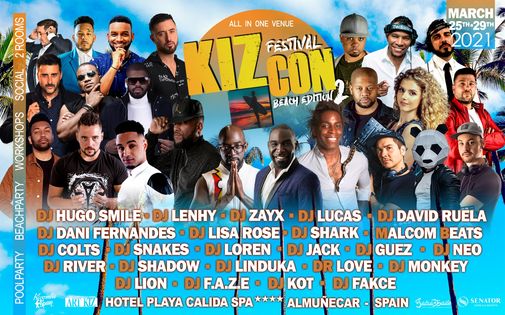 ALL IN ONE VENUE
KIZ
FESTIVAL
CON
BEACH EDITION 2
MARCH
25TH-29TH
2021
POOLPARTY BEACHPARTY WORKSHOPS SOCIAL 2 ROOMS
DJ HUGO SMILE • DJ LENHY • DJ ZAYX • DJ LUCAS • DJ DAVID RUELA
DJ DANI FERNANDES • DJ LISA ROSE • DJ SHARK • MALCOM BEATS
DJ COLTS • DJ SNAKES • DJ LOREN • DJ JACK • DJ GUEZ • DJ NEO
DJ RIVER • DJ SHADOW • DJ LINDUKA • DR LOVE • DJ MONKEY
DJ LION • DJ F.A.Z.E • DJ KOT • DJ FAKCE
HOTEL PLAYA CALIDA SPA**** ALMUÑECAR - SPAIN
ART KIZ
SENATOR